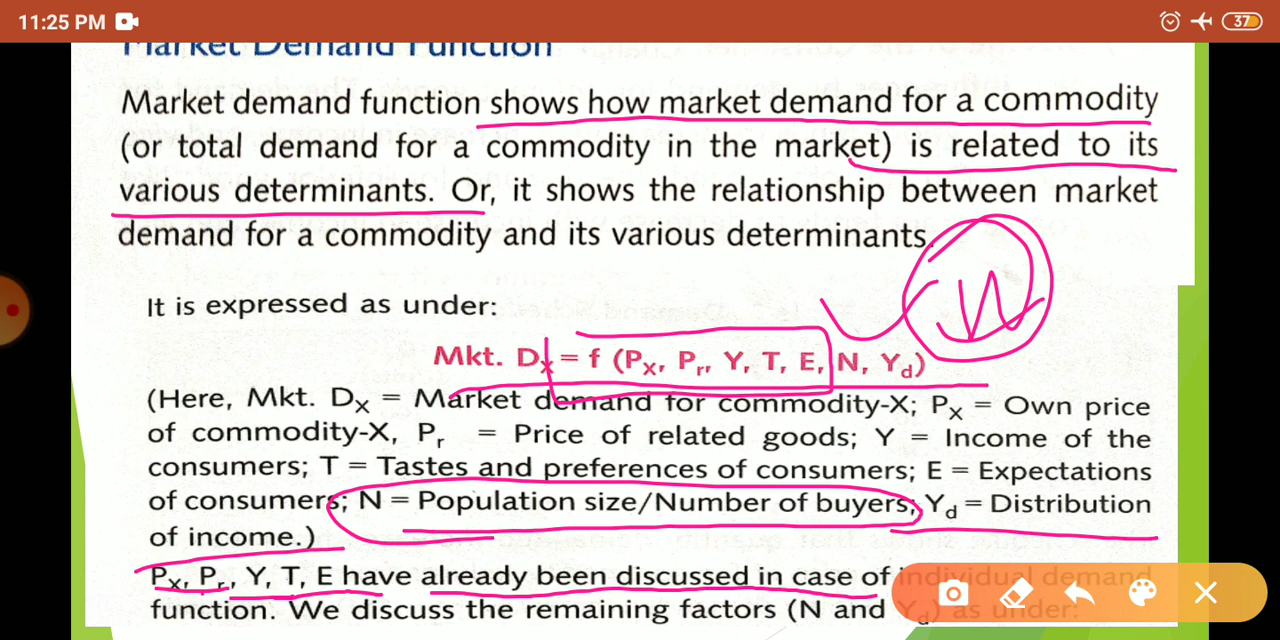 11:25 PM 37
Market Demand Function
Market demand function shows how market demand for a commodity
(or total demand for a commodity in the market) is related to its
various determinants. Or, it shows the relationship between market
demand for a commodity and its various determinants.
It is expressed as under:
Mkt. Dx = f (Px, Pr, Y, T, E, N, Yd)
(Here, Mkt. Dx = Market demand for commodity-X; Px = Own price
of commodity-X, Pr = Price of related goods; Y = Income of the
consumers; T = Tastes and preferences of consumers; E = Expectations
of consumers; N = Population size/Number of buyers; Yd = Distribution
of income.)
Px, Pr, Y, T, E have already been discussed in case of individual demand
function. We discuss the remaining factors (N and Yd) as under: